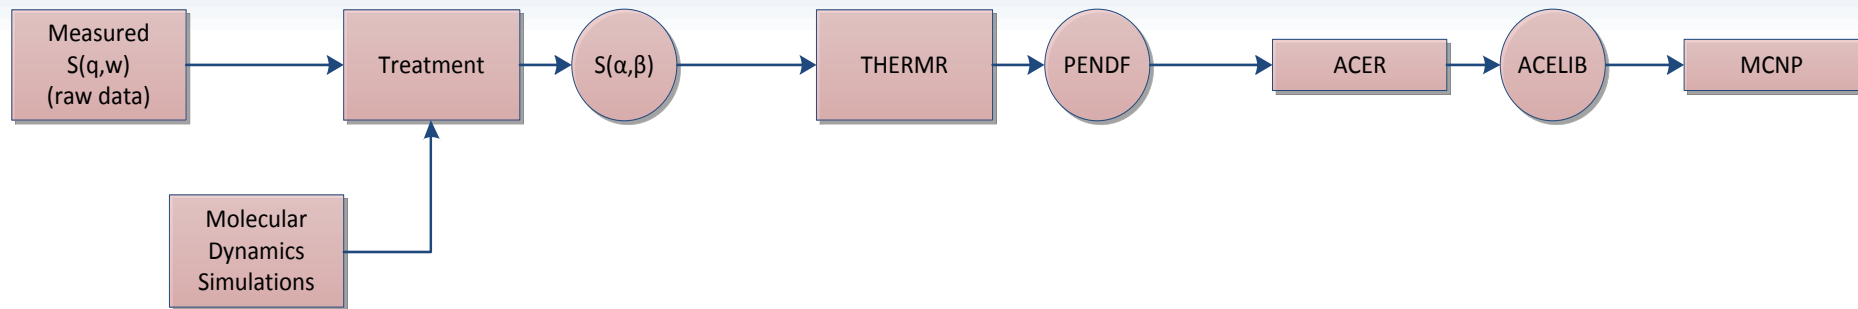 Measured
S(q,w)
(raw data)
Treatment
S(α,β)
THERMR
PENDF
ACER
ACELIB
MCNP
Molecular
Dynamics
Simulations